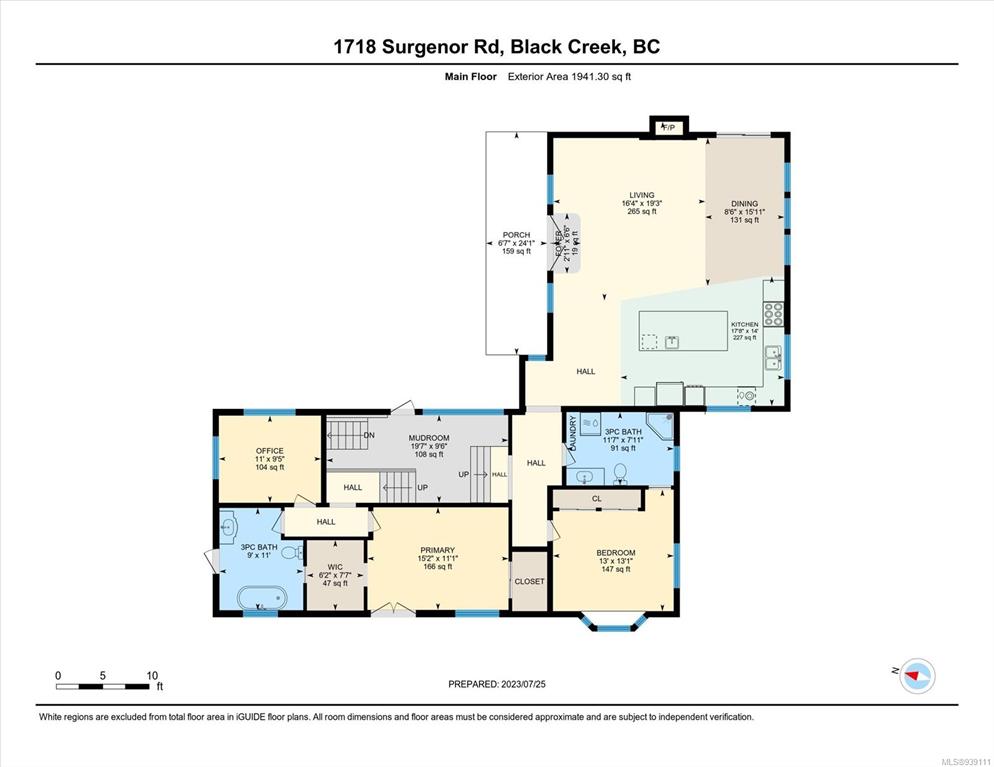 1718 Surgenor Rd, Black Creek, BC
Main Floor Exterior Area 1941.30 sq ft
F/P
LIVING
16'4" x 19'3"
265 sq ft
DINING
8'6" x 15'11"
131 sq ft
PORCH
6'7" x 24'1"
159 sq ft
FOYER
2'11" x 6'6"
19 sq ft
KITCHEN
17'8" x 14'
227 sq ft
HALL
OFFICE
11' x 9'5"
104 sq ft
DN
MUDROOM
19'7" x 9'6"
108 sq ft
UP
HALL
HALL
UP
HALL
LAUNDRY
3PC BATH
11'7" x 7'11"
91 sq ft
CL
HALL
3PC BATH
9' x 11'
WIC
6'2" x 7'7"
47 sq ft
PRIMARY
15'2" x 11'1"
166 sq ft
CLOSET
BEDROOM
13' x 13'1"
147 sq ft
0 5 10
ft
PREPARED: 2023/07/25
N
White regions are excluded from total floor area in iGUIDE floor plans. All room dimensions and floor areas must be considered approximate and are subject to independent verification.
MLS®939111